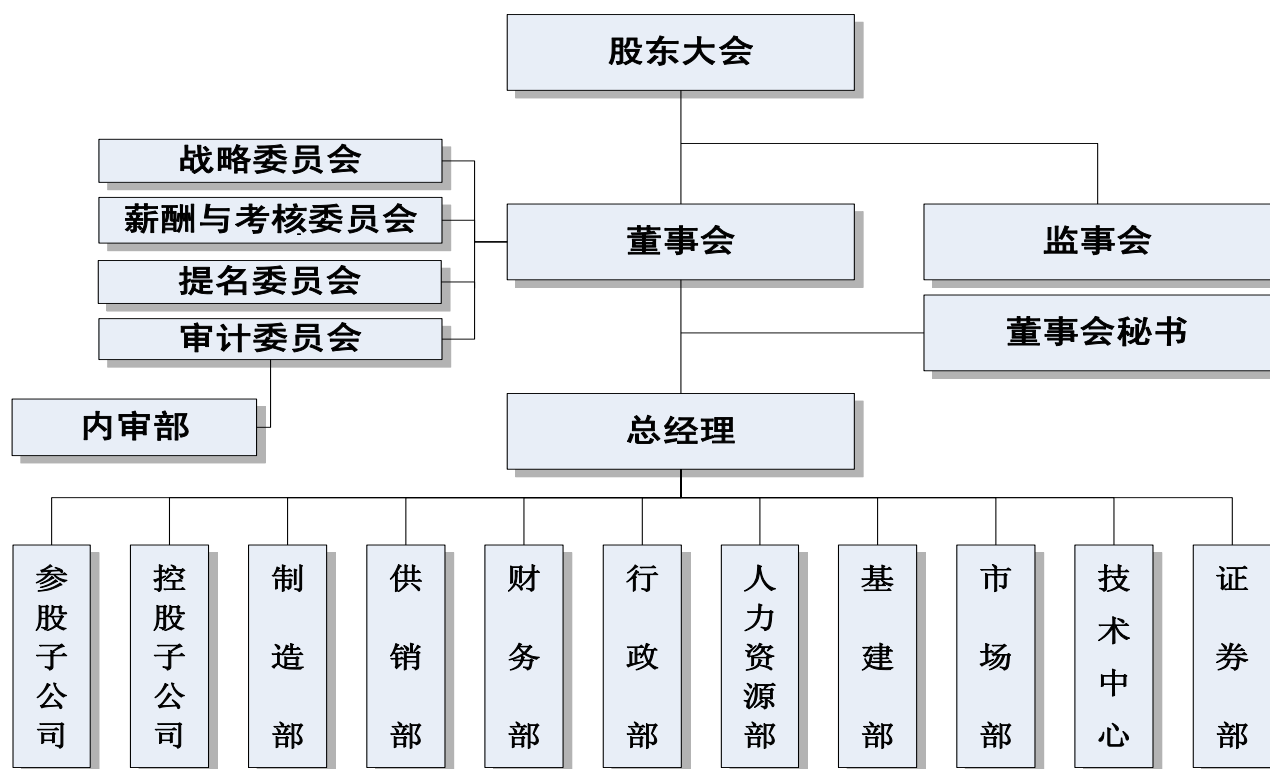 股东大会
战略委员会
薪酬与考核委员会
董事会
监事会
提名委员会
审计委员会
董事会秘书
内审部
总经理
参股子公司
控股子公司
制造部
供销部
财务部
行政部
人力资源部
基建部
市场部
技术中心
证券部